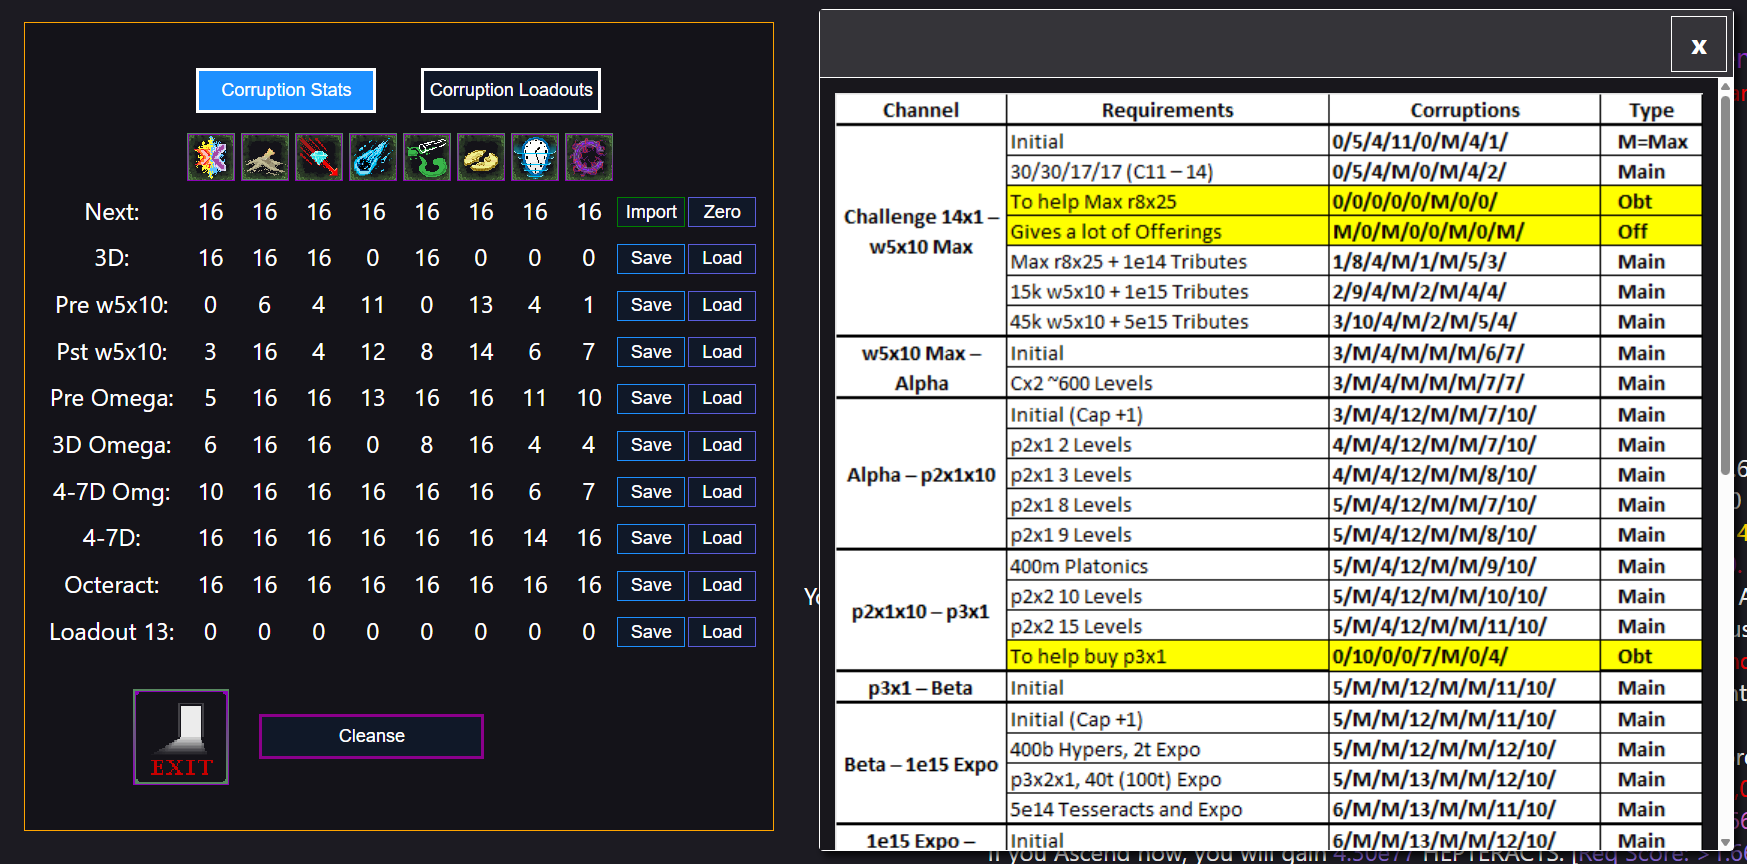 Corruption Stats
Corruption Loadouts
Next: 16 16 16 16 16 16 16 16 Import Zero
3D: 16 16 16 0 16 0 0 0 Save Load
Pre w5x10: 0 6 4 11 0 13 4 1 Save Load
Pst w5x10: 3 16 4 12 8 14 6 7 Save Load
Pre Omega: 5 16 16 13 16 16 11 10 Save Load
3D Omega: 6 16 16 0 8 16 4 4 Save Load
4-7D Omg: 10 16 16 16 16 16 6 7 Save Load
4-7D: 16 16 16 16 16 16 14 16 Save Load
Octeract: 16 16 16 16 16 16 16 16 Save Load
Loadout 13: 0 0 0 0 0 0 0 0 Save Load
EXIT
Cleanse
x
Channel Requirements Corruptions Type
Challenge 14x1 –
w5x10 Max
Initial 0/5/4/11/0/M/4/1/ M=Max
30/30/17/17 (C11 – 14) 0/5/4/M/0/M/4/2/ Main
To help Max r8x25 0/0/0/0/0/M/0/0/ Obt
Gives a lot of Offerings M/0/M/0/0/M/0/M/ Off
Max r8x25 + 1e14 Tributes 1/8/4/M/1/M/5/3/ Main
15k w5x10 + 1e15 Tributes 2/9/4/M/2/M/4/4/ Main
45k w5x10 + 5e15 Tributes 3/10/4/M/2/M/5/4/ Main
w5x10 Max –
Alpha
Initial 3/M/4/M/M/M/6/7/ Main
Cx2 ~600 Levels 3/M/4/M/M/M/7/7/ Main
Alpha – p2x1x10
Initial (Cap +1) 3/M/4/12/M/M/7/10/ Main
p2x1 2 Levels 4/M/4/12/M/M/7/10/ Main
p2x1 3 Levels 4/M/4/12/M/M/8/10/ Main
p2x1 8 Levels 5/M/4/12/M/M/7/10/ Main
p2x1 9 Levels 5/M/4/12/M/M/8/10/ Main
p2x1x10 – p3x1
400m Platonics 5/M/4/12/M/M/9/10/ Main
p2x2 10 Levels 5/M/4/12/M/M/10/10/ Main
p2x2 15 Levels 5/M/4/12/M/M/11/10/ Main
To help buy p3x1 0/10/0/0/7/M/0/4/ Obt
p3x1 – Beta Initial 5/M/M/12/M/M/11/10/ Main
Beta – 1e15 Expo
Initial (Cap +1) 5/M/M/12/M/M/11/10/ Main
400b Hypers, 2t Expo 5/M/M/12/M/M/12/10/ Main
p3x2x1, 40t (100t) Expo 5/M/M/13/M/M/12/10/ Main
5e14 Tesseracts and Expo 6/M/M/13/M/M/11/10/ Main
1e15 Expo – Initial 6/M/M/13/M/M/12/10/ Main
If you Ascend now, you will gain 4.50e77 HEPTERACTS. [Req Score: >